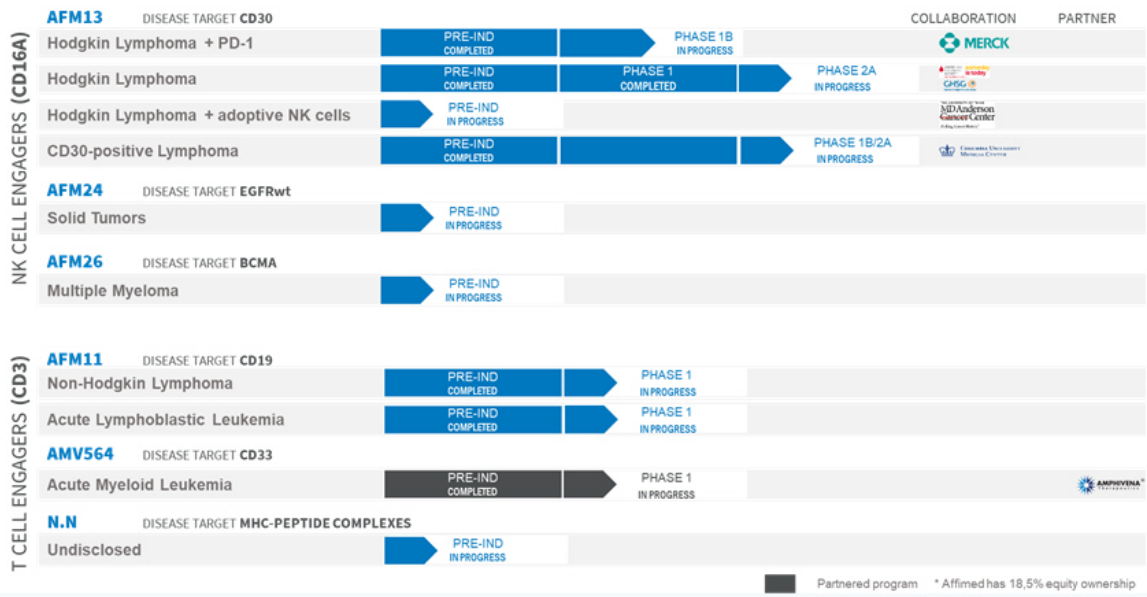 NK CELL ENGAGERS (CD16A)
AFM13 DISEASE TARGET CD30 COLLABORATION PARTNER
Hodgkin Lymphoma + PD-1 PRE-IND COMPLETED PHASE 1B IN PROGRESS MERCK
Hodgkin Lymphoma PRE-IND COMPLETED PHASE 1 COMPLETED PHASE 2A IN PROGRESS GHSG
Hodgkin Lymphoma + adoptive NK cells PRE-IND IN PROGRESS MD Anderson Cancer Center
CD30-positive Lymphoma PRE-IND COMPLETED PHASE 1B/2A IN PROGRESS COLUMBIA UNIVERSITY MEDICAL CENTER
AFM24 DISEASE TARGET EGFRwt
Solid Tumors PRE-IND IN PROGRESS
AFM26 DISEASE TARGET BCMA
Multiple Myeloma PRE-IND IN PROGRESS
T CELL ENGAGERS (CD3)
AFM11 DISEASE TARGET CD19
Non-Hodgkin Lymphoma PRE-IND COMPLETED PHASE 1 IN PROGRESS
Acute Lymphoblastic Leukemia PRE-IND COMPLETED PHASE 1 IN PROGRESS
AMV564 DISEASE TARGET CD33
Acute Myeloid Leukemia PRE-IND COMPLETED PHASE 1 IN PROGRESS AMPHIVENA* Therapeutics
N.N DISEASE TARGET MHC-PEPTIDE COMPLEXES
Undisclosed PRE-IND IN PROGRESS
Partnered program * Affimed has 18,5% equity ownership